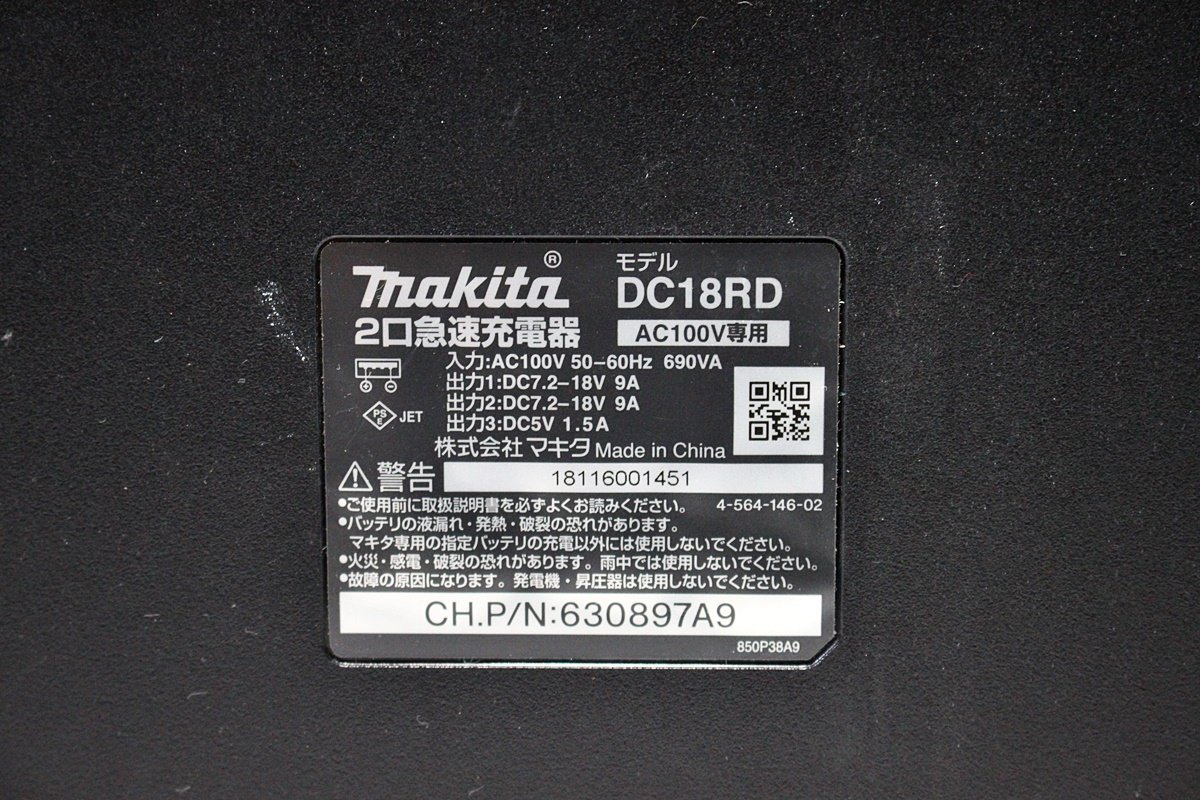 makita®
モデル
DC18RD
2口急速充電器
AC100V専用
入力:AC100V 50-60Hz 690VA
出力1:DC7.2-18V 9A
出力2:DC7.2-18V 9A
出力3:DC5V 1.5A
PS
E
JET
株式会社マキタ Made in China
警告
18116001451
●ご使用前に取扱説明書を必ずよくお読みください。 4-564-146-02
●バッテリの液漏れ・発熱・破裂の恐れがあります。
マキタ専用の指定バッテリの充電以外には使用しないでください。
●火災・感電・破裂の恐れがあります。雨中では使用しないでください。
●故障の原因になります。発電機・昇圧器は使用しないでください。
CH.P/N:630897A9
850P38A9